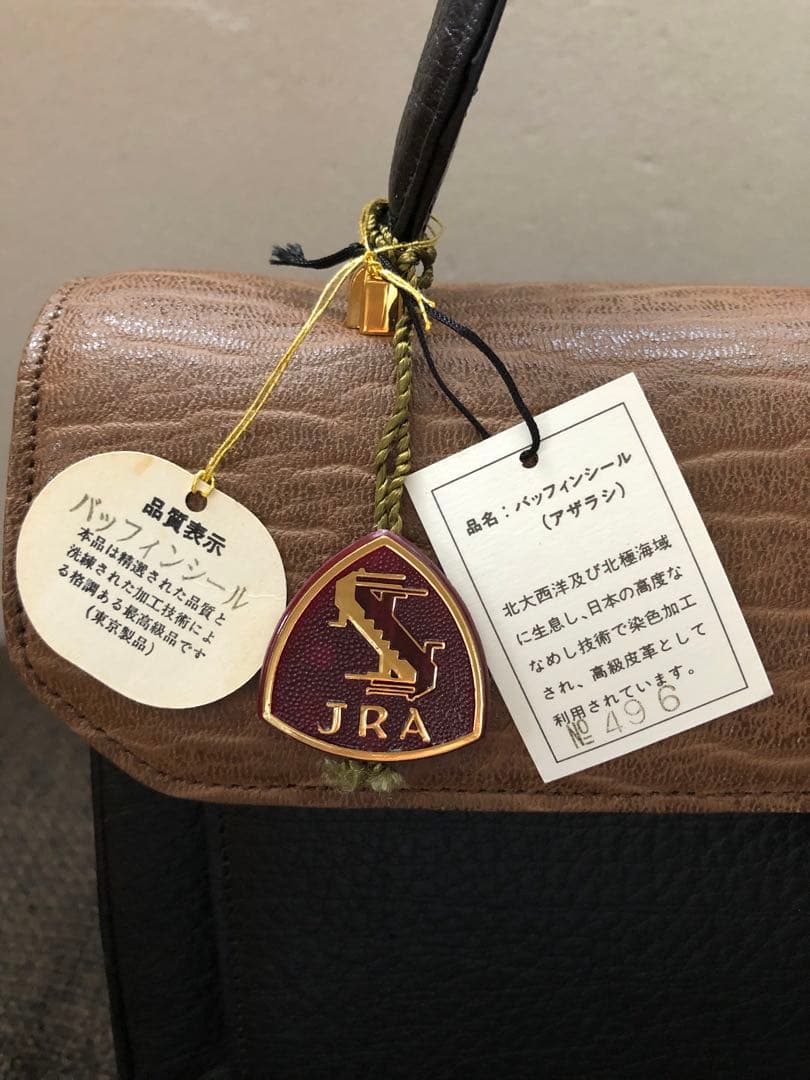 品質表示
バッフィンシール
本品は精選された品質と
洗練された加工技術によ
る格調ある最高級品です
(東京製品)
JRA
品名：バッフィンシール
(アザラシ)
北大西洋及び北極海域
に生息し、日本の高度な
なめし技術で染色加工
され、高級皮革として
利用されています。
№ 496